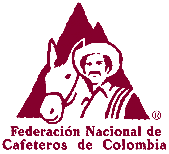 ®
Federación Nacional de
Cafeteros de Colombia